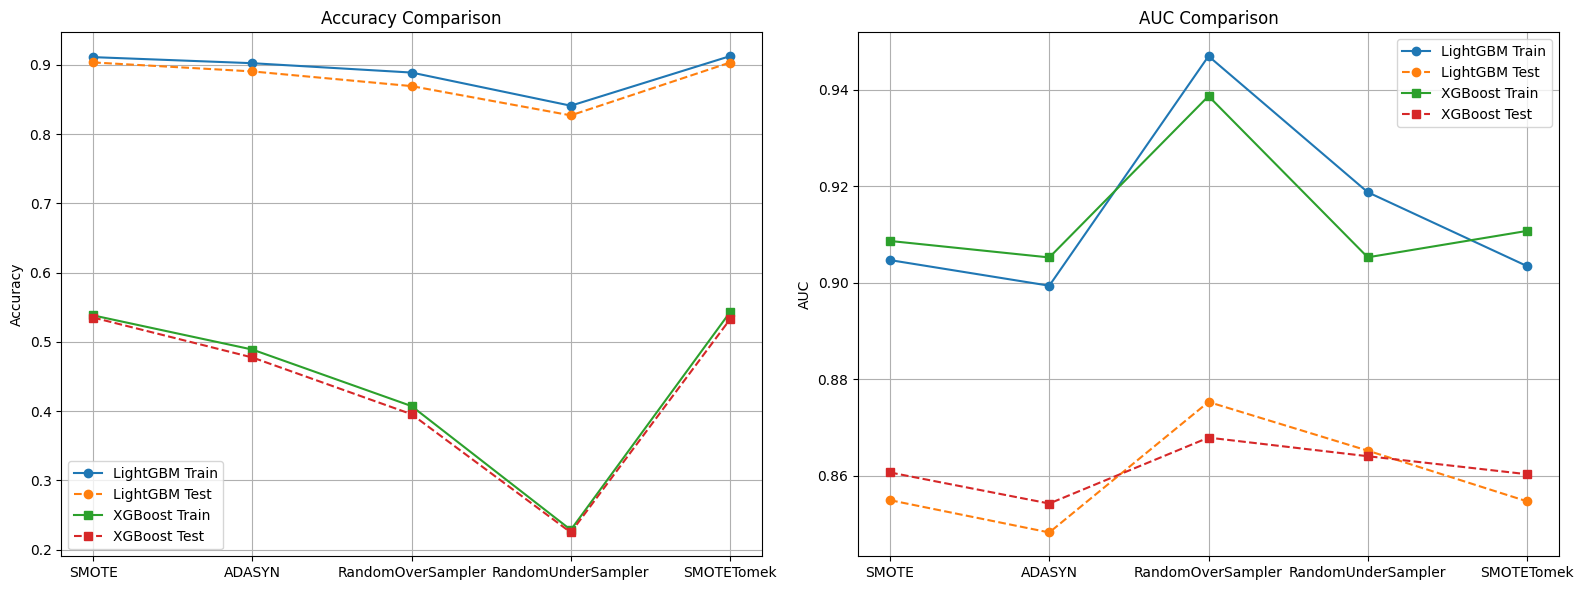 Accuracy Comparison
Accuracy
0.9
0.8
0.7
0.6
0.5
0.4
0.3
0.2
LightGBM Train
LightGBM Test
XGBoost Train
XGBoost Test
SMOTE ADASYN RandomOverSampler RandomUnderSampler SMOTETomek
AUC Comparison
AUC
0.94
0.92
0.90
0.88
0.86
LightGBM Train
LightGBM Test
XGBoost Train
XGBoost Test
SMOTE ADASYN RandomOverSampler RandomUnderSampler SMOTETomek